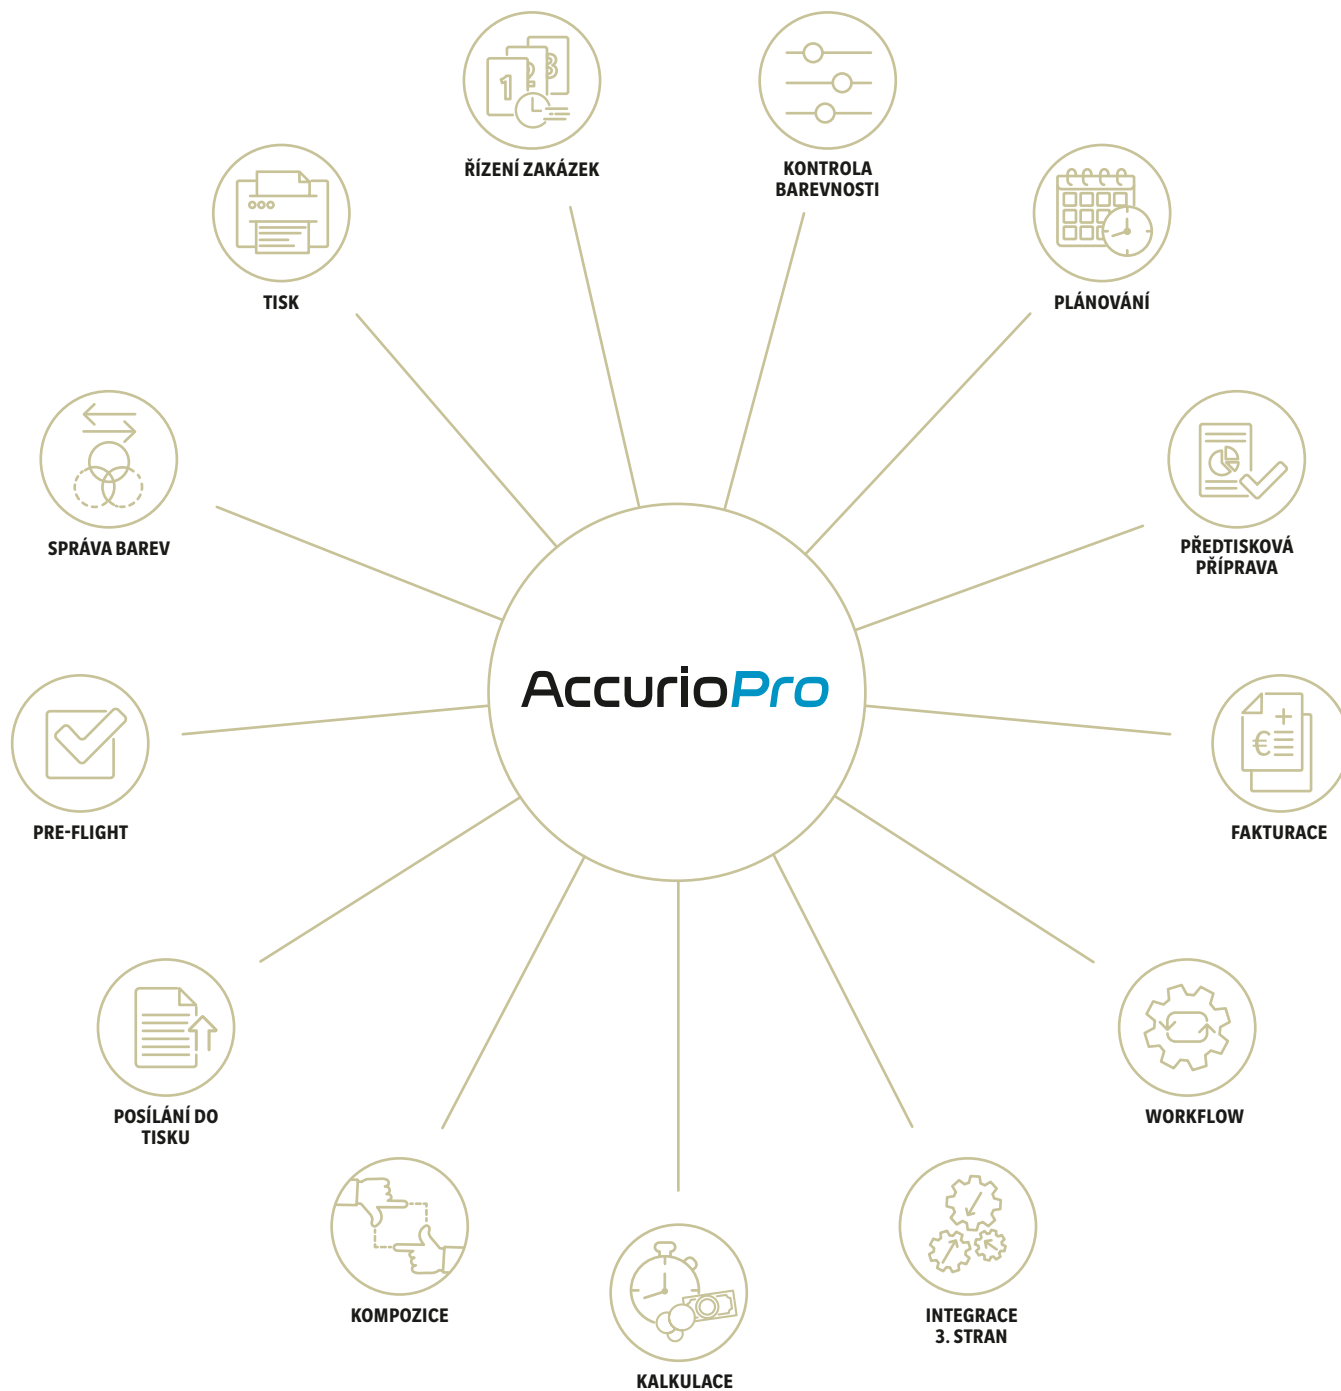 ŘÍZENÍ ZAKÁZEK
KONTROLA
BAREVNOSTI
TISK
PLÁNOVÁNÍ
SPRÁVA BAREV
PŘEDTISKOVÁ
PŘÍPRAVA
AccurioPro
PRE-FLIGHT
FAKTURACE
POSÍLÁNÍ DO
TISKU
WORKFLOW
KOMPOZICE
INTEGRACE
3. STRAN
KALKULACE